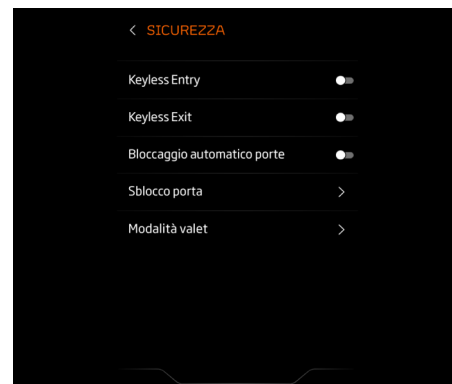 SICUREZZA
Keyless Entry
Keyless Exit
Bloccaggio automatico porte
Sblocco porta
Modalità valet